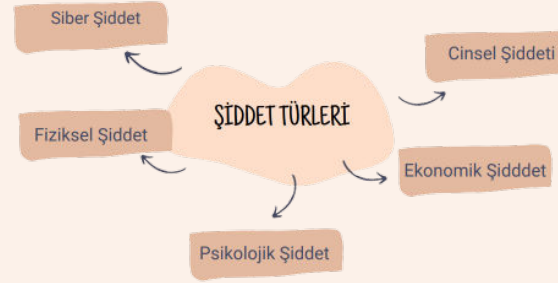 Siber Şiddet
Cinsel Şiddeti
ŞİDDET TÜRLERİ
Fiziksel Şiddet
Ekonomik Şidddet
Psikolojik Şiddet